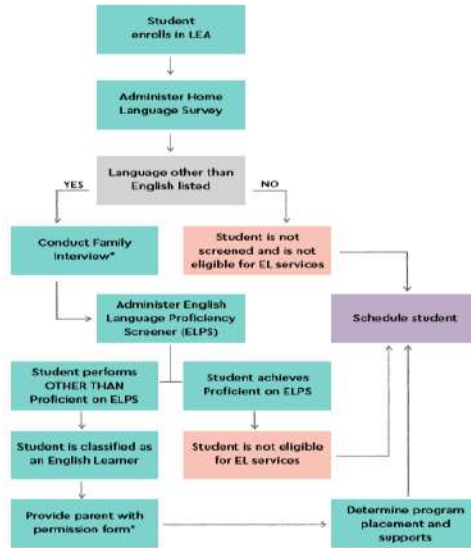 Student
enrolls in LEA
Administer Home
Language Survey
Language other than
English listed
YES
NO
Conduct Family
Interview*
Student is not
screened and is not
eligible for EL services
Administer English
Language Proficiency
Screener (ELPS)
Schedule student
Student performs
OTHER THAN
Proficient on ELPS
Student achieves
Proficient on ELPS
Student is classified as
an English Learner
Student is not eligible
for EL services
Provide parent with
permission form*
Determine program
placement and
supports